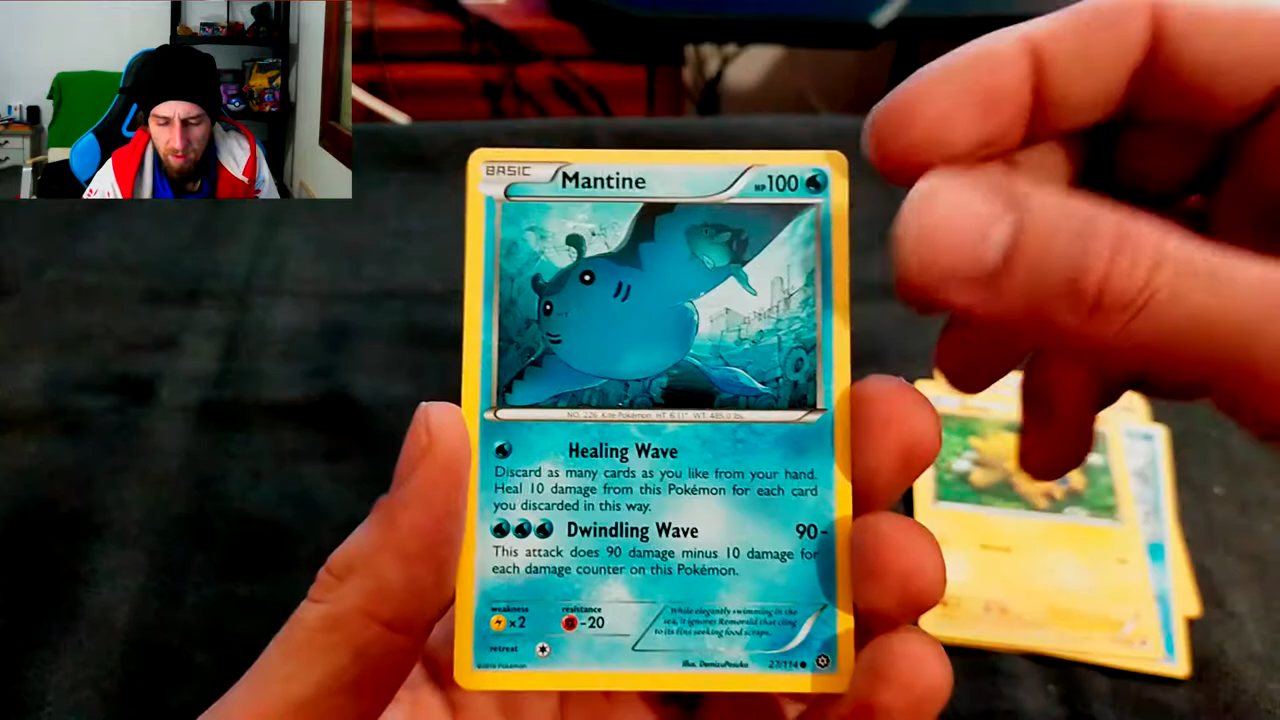 BASIC
Mantine
HP100
NO. 226 Kite Pokémon HT: 6'11" WT: 485.0 lbs.
Healing Wave
Discard as many cards as you like from your hand.
Heal 10 damage from this Pokémon for each card
you discarded in this way.
Dwindling Wave 90-
This attack does 90 damage minus 10 damage for
each damage counter on this Pokémon.
weakness
×2
resistance
-20
While elegantly swimming in the
sea, it ignores Remoraid that cling
to its fins seeking food scraps.
retreat
©2016 Pokémon
Illus. DemizuPosuka
27/114